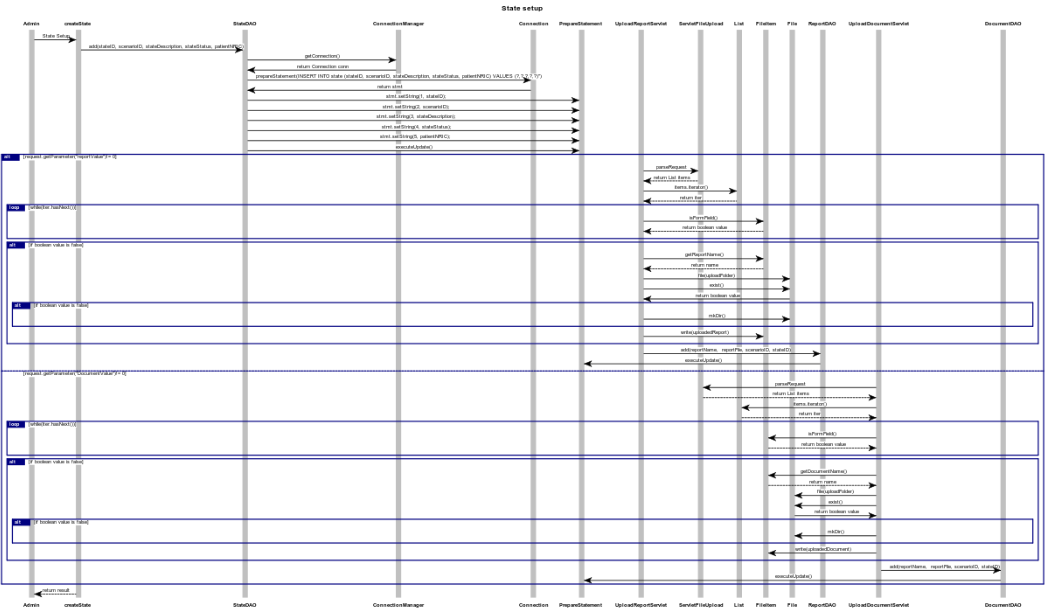 State setup
Admin createState StateDAO ConnectionManager Connection PrepareStatement UploadReportServlet ServletFileUpload List FileItem File ReportDAO UploadDocumentServlet DocumentDAO
State Setup
add(stateID, scenarioID, stateDescription, stateStatus, patientNRIC)
getConnection()
return Connection conn
prepareStatement(INSERT INTO state (stateID, scenarioID, stateDescription, stateStatus, patientNRIC) VALUES (?,?,?,?,?)")
return stmt
stmt.setString(1, stateID);
stmt.setString(2, scenarioID)
stmt.setString(3, stateDescription)
stmt.setString(4, stateStatus);
stmt.setString(5, patientNRIC);
executeUpdate()
alt [request.getParameter("reportValue")!= 0]
parseRequest
return List items
items.iterator()
return iter
loop [while(iter.hasNext())]
isFormField()
return boolean value
alt [if boolean value is false]
getReportName()
return name
file(uploadFolder)
exist()
return boolean value
alt [if boolean value is false]
mkDir()
write(uploadedReport)
add(reportName, reportFile, scenarioID, stateID)
executeUpdate()
[request.getParameter("DocumentValue")!= 0]
parseRequest
return List items
items.iterator()
return iter
loop [while(iter.hasNext())]
isFormField()
return boolean value
alt [if boolean value is false]
getDocumentName()
return name
file(uploadFolder)
exist()
return boolean value
alt [if boolean value is false]
mkDir()
write(uploadedDocument)
add(reportName, reportFile, scenarioID, stateID)
executeUpdate()
return result
Admin createState StateDAO ConnectionManager Connection PrepareStatement UploadReportServlet ServletFileUpload List FileItem File ReportDAO UploadDocumentServlet DocumentDAO